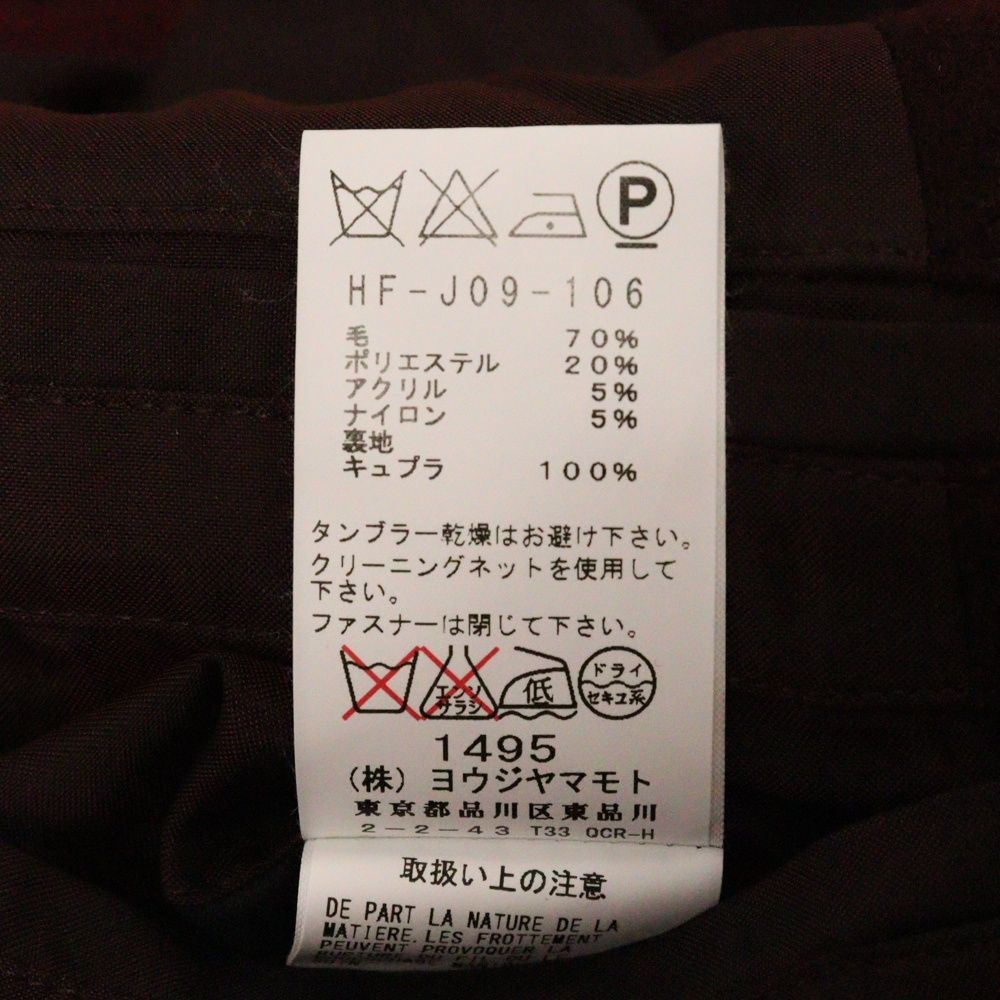 P
HF-J09-106
毛 70%
ポリエステル 20%
アクリル 5%
ナイロン 5%
裏地
キュプラ 100%
タンブラー乾燥はお避け下さい。
クリーニングネットを使用して
下さい。
ファスナーは閉じて下さい。
エンソ
サラシ
低
ドライ
セキユ系
1495
(株)ヨウジヤマモト
東京都品川区東品川
2-2-43 T33 QCR-H
取扱い上の注意
DE PART LA NATURE DE LA
MATIERE. LES FROTTEMENT
PEUVENT PROVOQUER LA